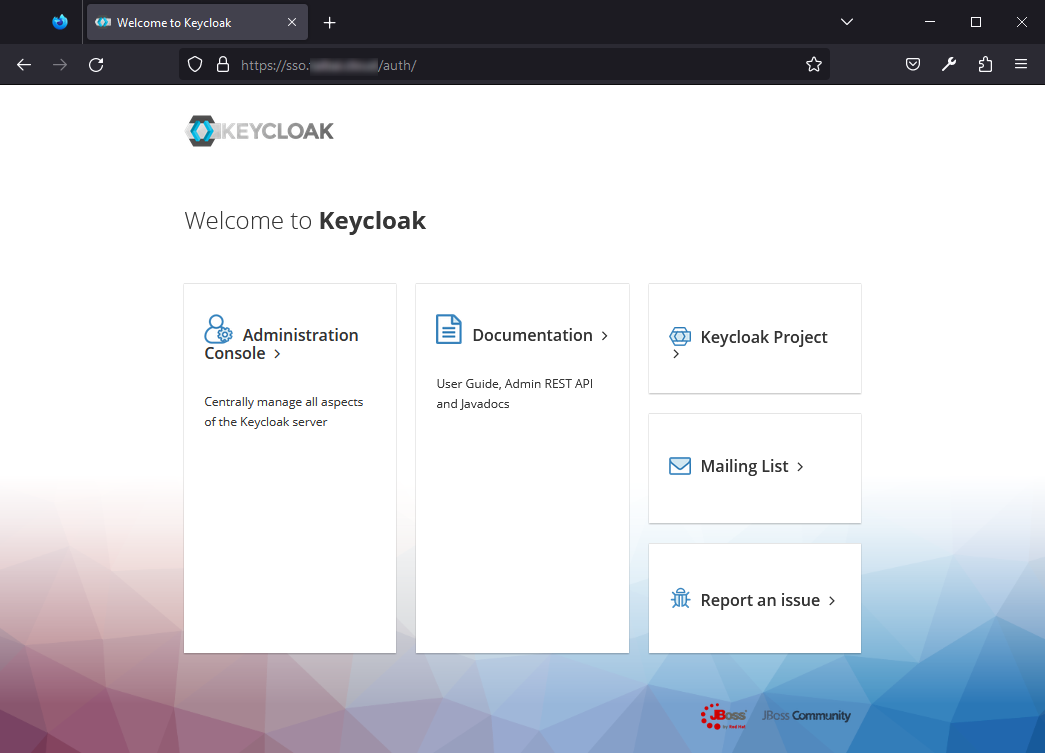 Welcome to Keycloak
https://sso. /auth/
KEYCLOAK
Welcome to Keycloak
Administration
Console
Centrally manage all aspects
of the Keycloak server
Documentation
User Guide, Admin REST API
and Javadocs
Keycloak Project
Mailing List
Report an issue
JBoss
by Red Hat
JBoss Community